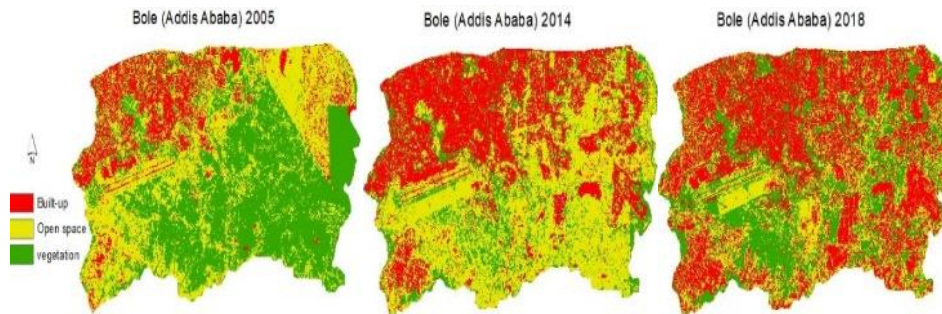 Bole (Addis Ababa) 2005
Bole (Addis Ababa) 2014
Bole (Addis Ababa) 2018
N
Built-up
Open space
vegetation